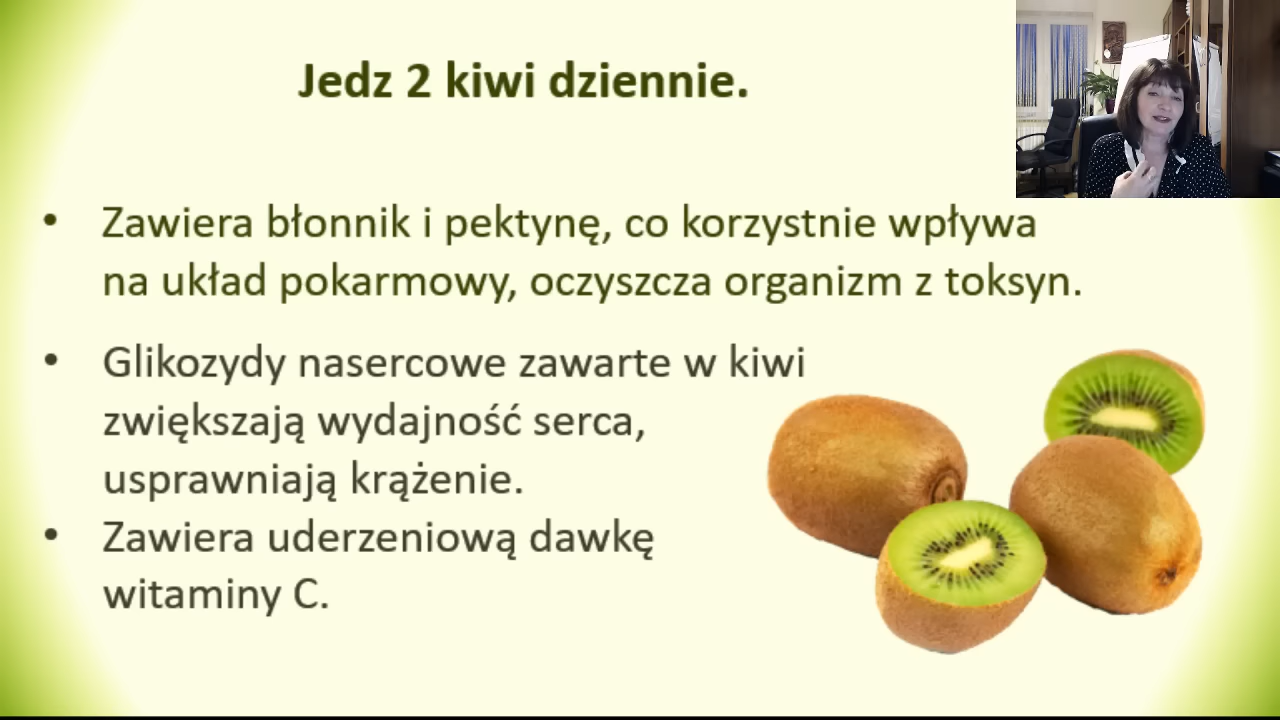 Jedz 2 kiwi dziennie.
• Zawiera błonnik i pektynę, co korzystnie wpływa
na układ pokarmowy, oczyszcza organizm z toksyn.
• Glikozydy nasercowe zawarte w kiwi
zwiększają wydajność serca,
usprawniają krążenie.
• Zawiera uderzeniową dawkę
witaminy C.